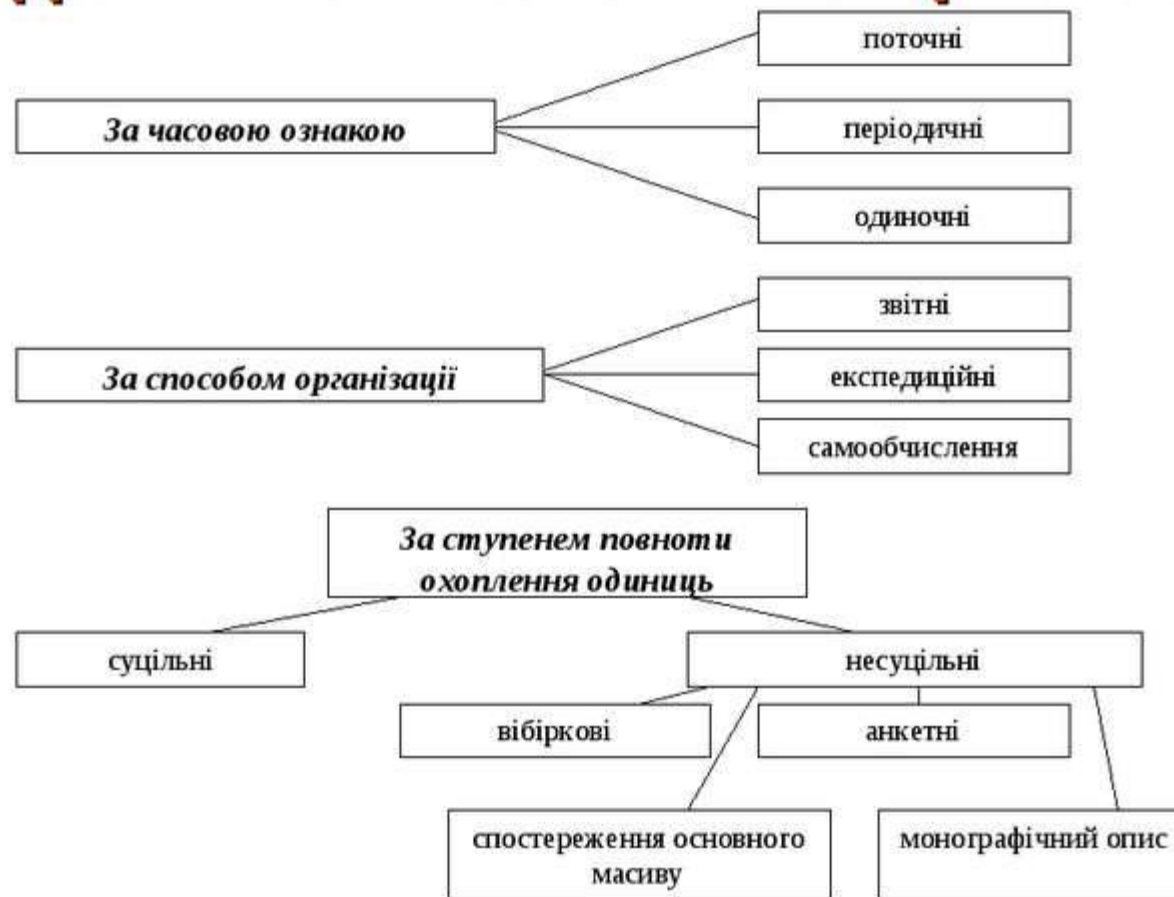 поточні
За часовою ознакою
періодичні
одиночні
звітні
За способом організації
експедиційні
самообчислення
За ступенем повноти
охоплення одиниць
суцільні
несуцільні
вібіркові
анкетні
спостереження основного
масиву
монографічний опис